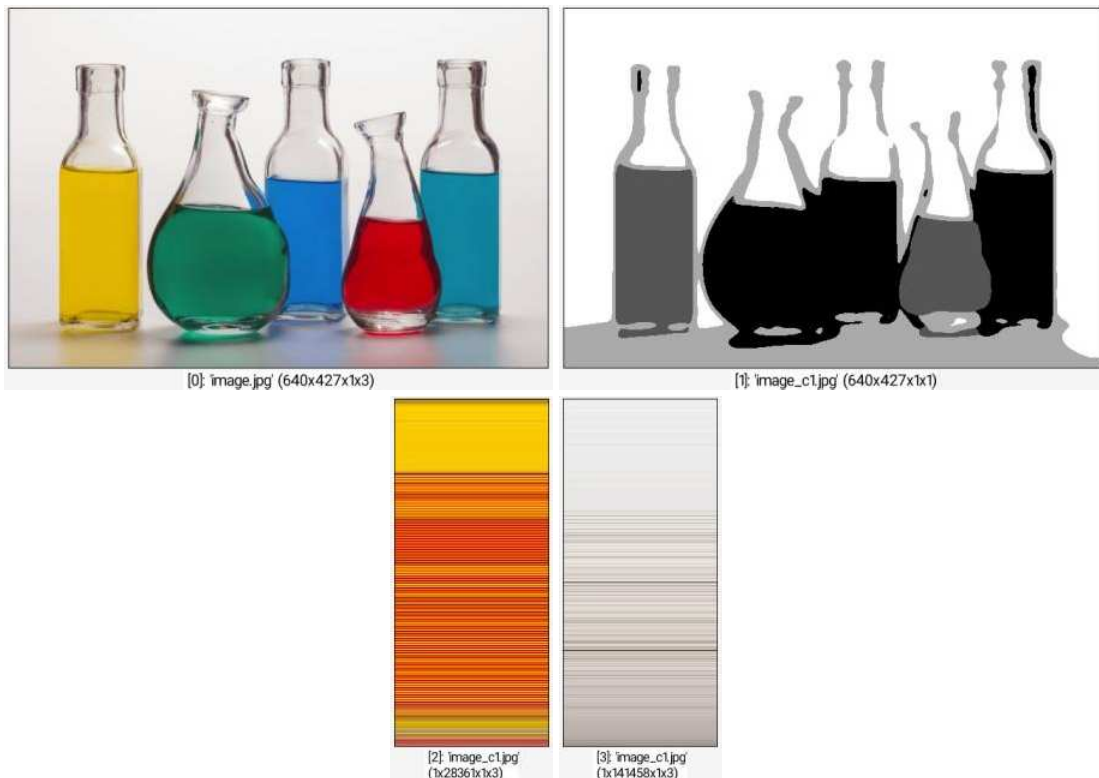 [0]: 'image.jpg' (640x427x1x3)
[1]: 'image_c1.jpg' (640x427x1x1)
[2]: 'image_c1.jpg'
(1x28361x1x3)
[3]: 'image_c1.jpg'
(1x141458x1x3)